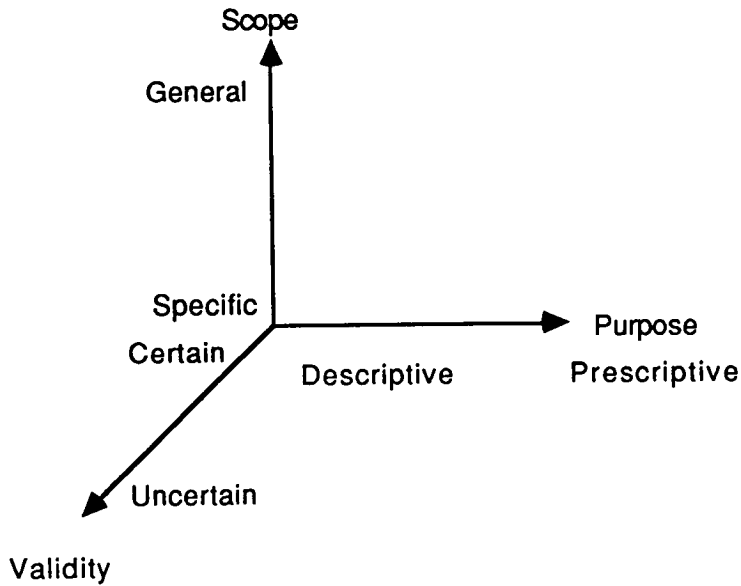 Scope
General
Specific
Certain
Purpose
Descriptive
Prescriptive
Uncertain
Validity